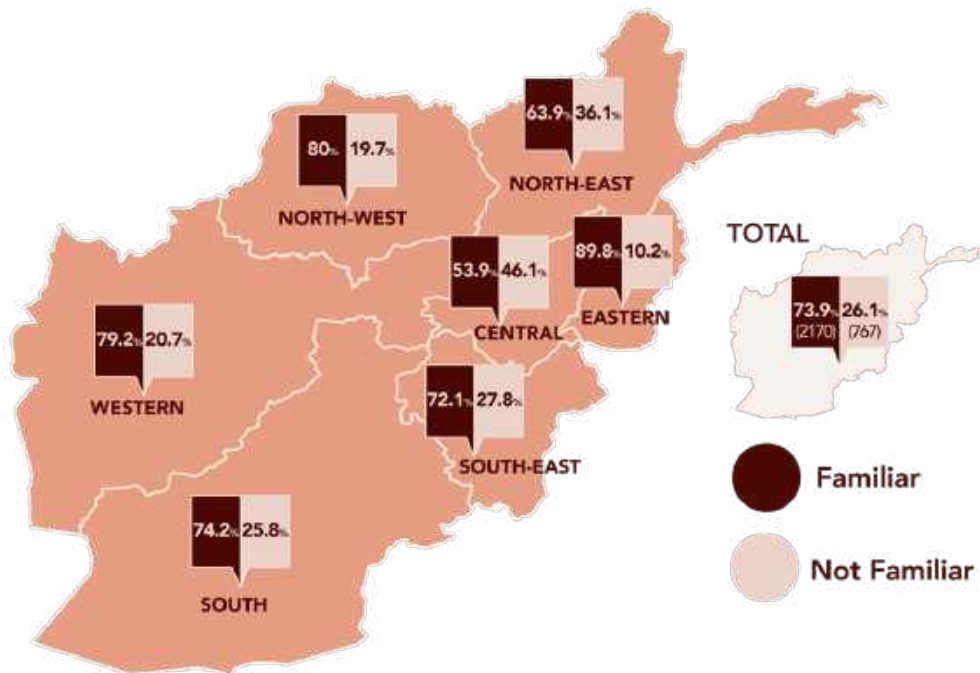 63.9% 36.1%
NORTH-EAST
80% 19.7%
NORTH-WEST
89.8% 10.2%
EASTERN
53.9% 46.1%
CENTRAL
79.2% 20.7%
WESTERN
72.1% 27.8%
SOUTH-EAST
74.2% 25.8%
SOUTH
TOTAL
73.9% 26.1%
(2170) (767)
Familiar
Not Familiar